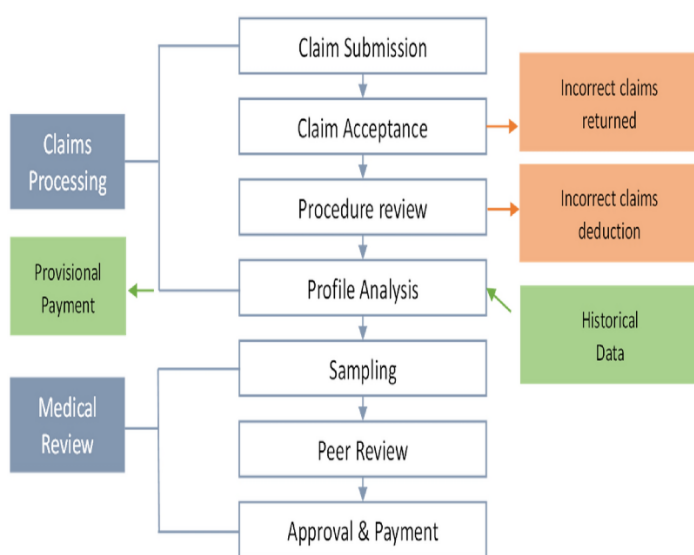 Claim Submission
Claim Acceptance
Incorrect claims
returned
Claims
Processing
Procedure review
Incorrect claims
deduction
Provisional
Payment
Profile Analysis
Historical
Data
Sampling
Medical
Review
Peer Review
Approval & Payment